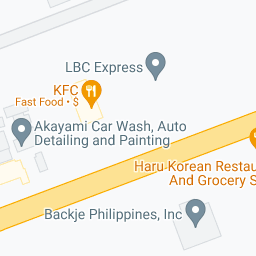 LBC Express
KFC
Fast Food • $
Akayami Car Wash, Auto
Detailing and Painting
Haru Korean Restau
And Grocery S
Backje Philippines, Inc